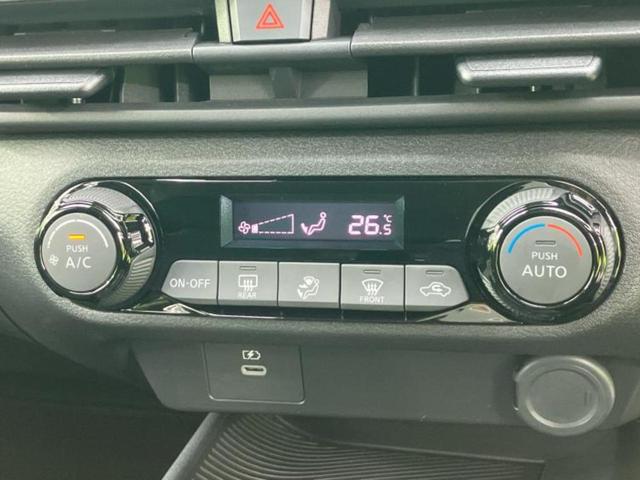 26.5 °C
PUSH
A/C
ON·OFF
REAR
FRONT
PUSH
AUTO